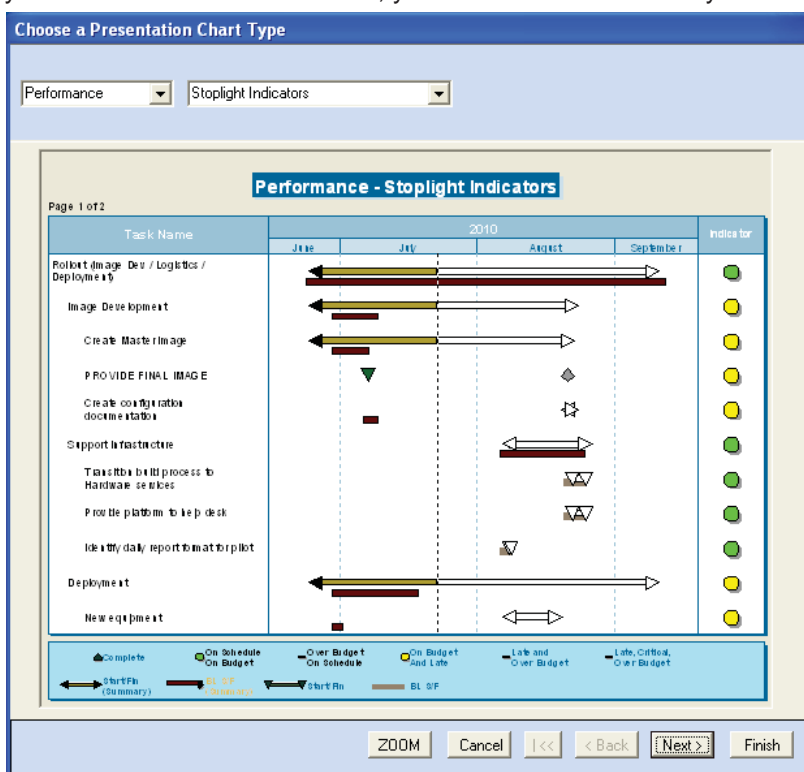 Choose a Presentation Chart Type
Performance
Stoplight Indicators
Performance - Stoplight Indicators
Page 1 of 2
Task Name
2010
Indicator
June
July
August
September
Rollout (Image Dev / Logistics /
Deployment)
Image Development
Create Master Image
PROVIDE FINAL IMAGE
Create configuration
documentation
Support Infrastructure
Transition build process to
Hardware services
Provide platform to help desk
Identify daily report format for pilot
Deployment
New equipment
Complete
On Schedule
On Budget
Over Budget
On Schedule
On Budget
And Late
Late and
Over Budget
Late, Critical,
Over Budget
Start/Fin
(Summary)
BL S/F
(Summary)
Start/Fin
BL S/F
ZOOM
Cancel
|<<
< Back
Next >
Finish